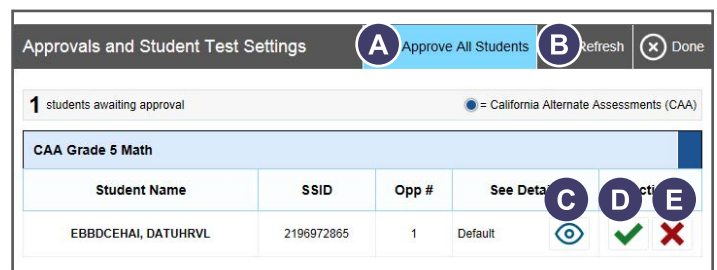 Approvals and Student Test Settings A Approve All Students B Refresh Done
1 students awaiting approval = California Alternate Assessments (CAA)
CAA Grade 5 Math
Student Name SSID Opp # See Detai C D cti E
EBBDCEHAI, DATUHRVL 2196972865 1 Default